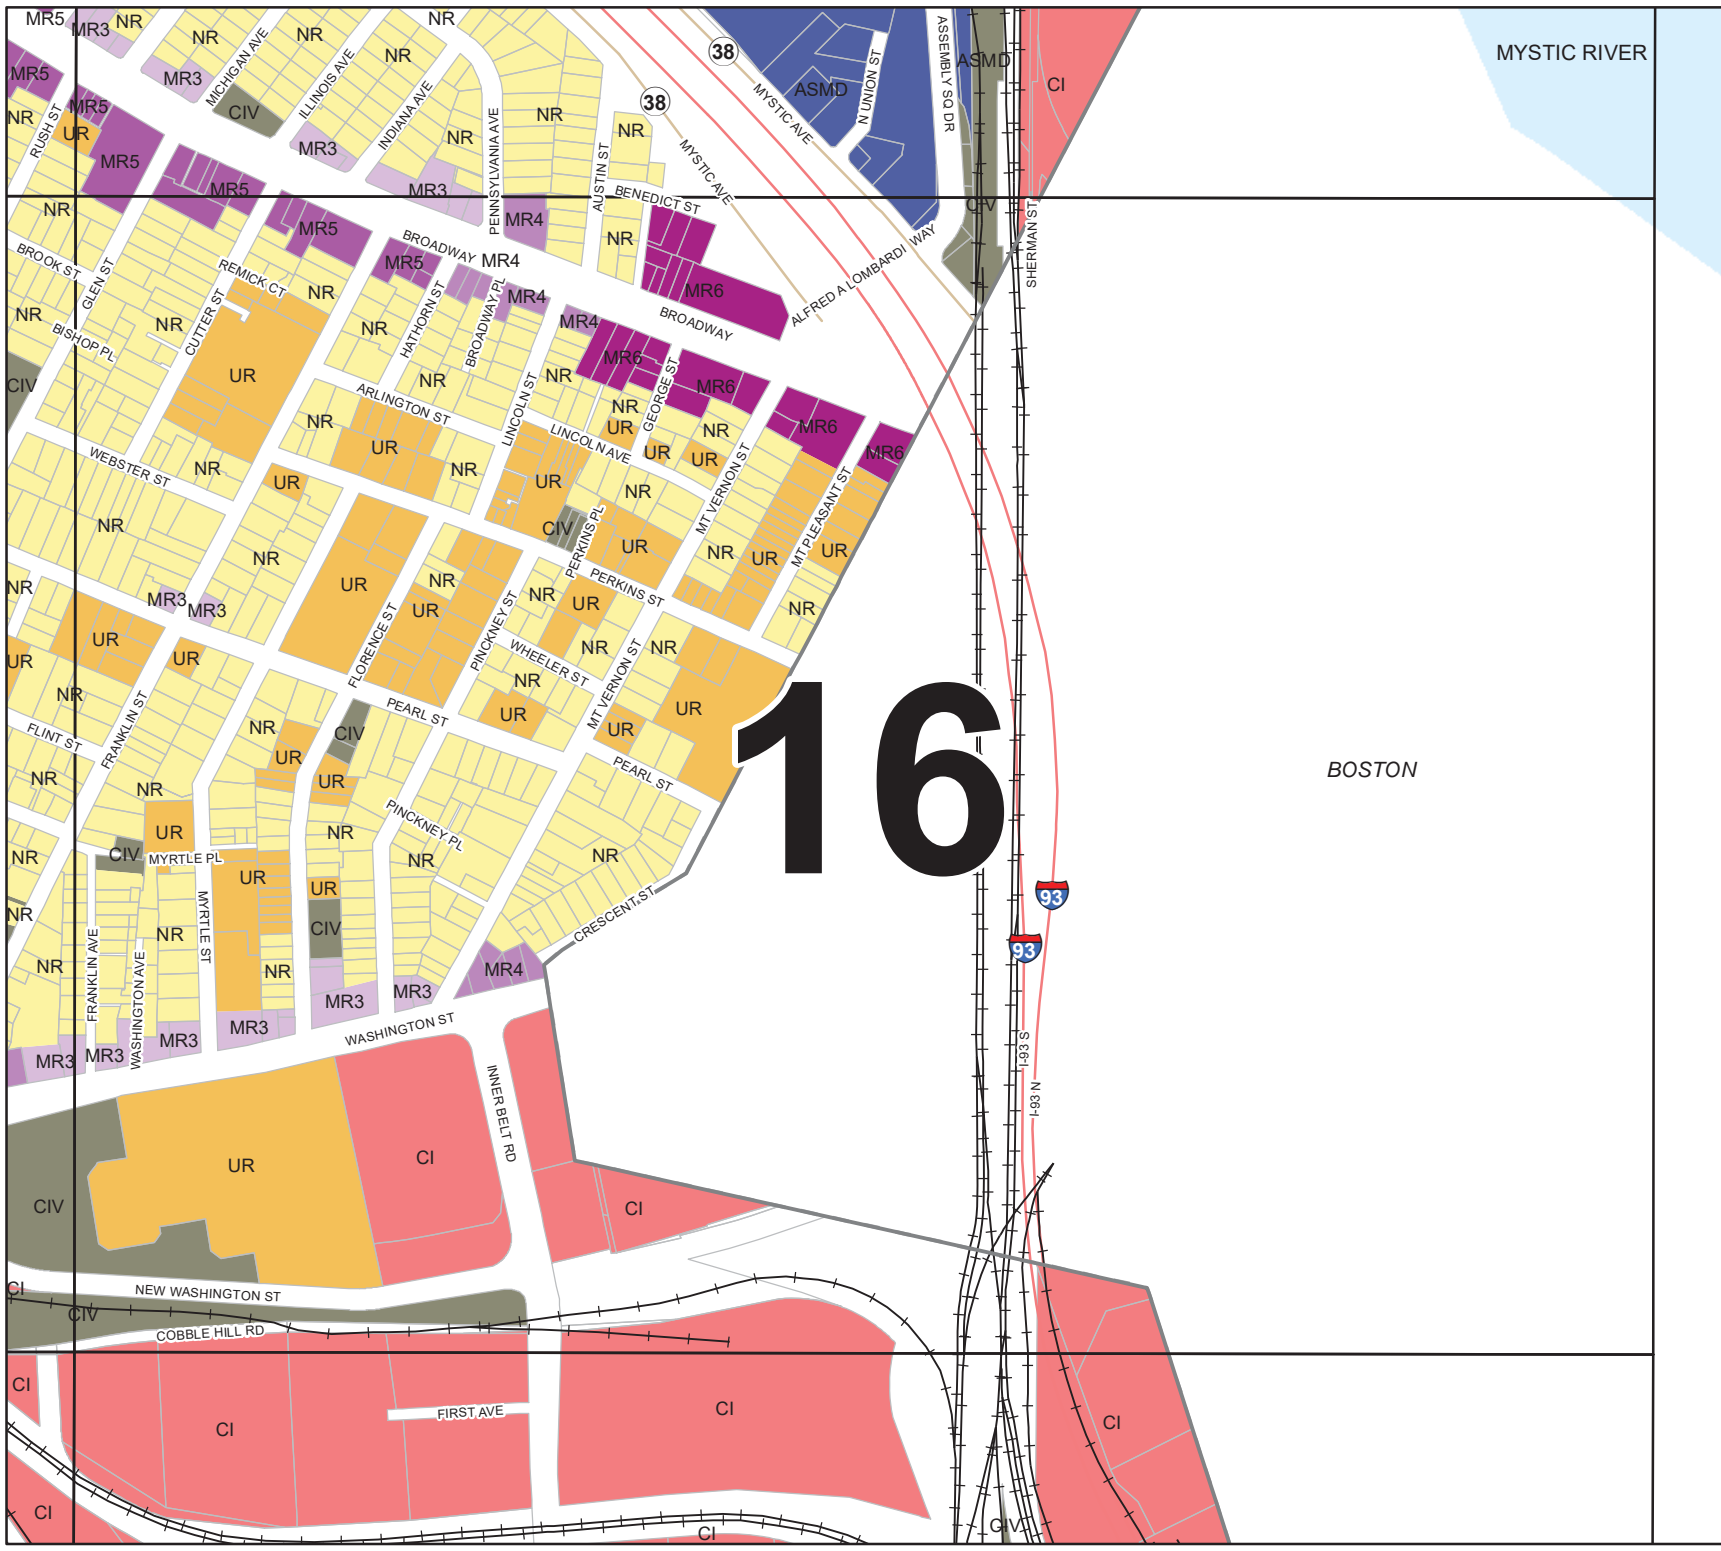 MR5
MR3
NR
NR
MICHIGAN AVE
NR
ILLINOIS AVE
NR
NR
38
ASSEMBLY SQ DR
MYSTIC RIVER
MR5
MR3
CIV
INDIANA AVE
NR
PENNSYLVANIA AVE
NR
38
MYSTIC AVE
ASMD
N UNION ST
ASMD
CI
NR
RUSH ST
MR5
UR
MR5
MR3
NR
AUSTIN ST
MYSTIC AVE
MR5
MR3
MR4
BENEDICT ST
NR
MR5
BROADWAY
MR4
NR
CIV
SHERMAN ST
BROOK ST
GLEN ST
REMICK CT
NR
MR5
HATHORN ST
BROADWAY PL
MR4
MR6
ALFRED A LOMBARDI WAY
NR
BISHOP PL
NR
CUTTER ST
NR
MR4
BROADWAY
CIV
UR
NR
NR
MR6
GEORGE ST
MR6
ARLINGTON ST
LINCOLN ST
NR
NR
NR
UR
NR
MR6
MR6
WEBSTER ST
NR
UR
NR
LINCOLN AVE
UR
UR
MT VERNON ST
MT PLEASANT ST
UR
UR
NR
NR
NR
CIV
PERKINS PL
UR
NR
UR
UR
NR
MR3
MR3
UR
NR
UR
NR
PERKINS ST
UR
NR
UR
UR
FLORENCE ST
PINCKNEY ST
WHEELER ST
NR
MT VERNON ST
NR
UR
UR
NR
FRANKLIN ST
NR
PEARL ST
NR
UR
UR
UR
16
FLINT ST
NR
NR
CIV
UR
UR
PEARL ST
BOSTON
UR
NR
PINCKNEY PL
NR
CIV
MYRTLE PL
UR
NR
NR
93
UR
NR
CIV
CRESCENT ST
93
NR
FRANKLIN AVE
WASHINGTON AVE
NR
MYRTLE ST
NR
MR4
MR3
MR3
MR3
MR3
MR3
MR3
WASHINGTON ST
I-93 S
I-93 N
INNER BELT RD
UR
CI
CIV
CI
CI
NEW WASHINGTON ST
CIV
COBBLE HILL RD
CI
CI
FIRST AVE
CI
CI
CI
CI
CIV